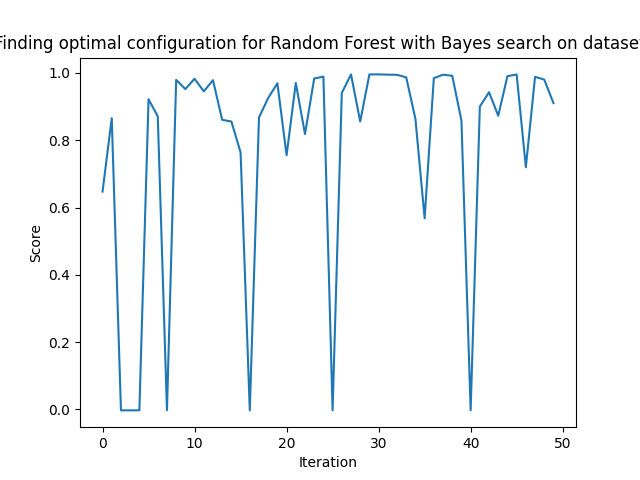 Finding optimal configuration for Random Forest with Bayes search on dataset
1.0
0.8
0.6
0.4
0.2
0.0
Score
0 10 20 30 40 50
Iteration